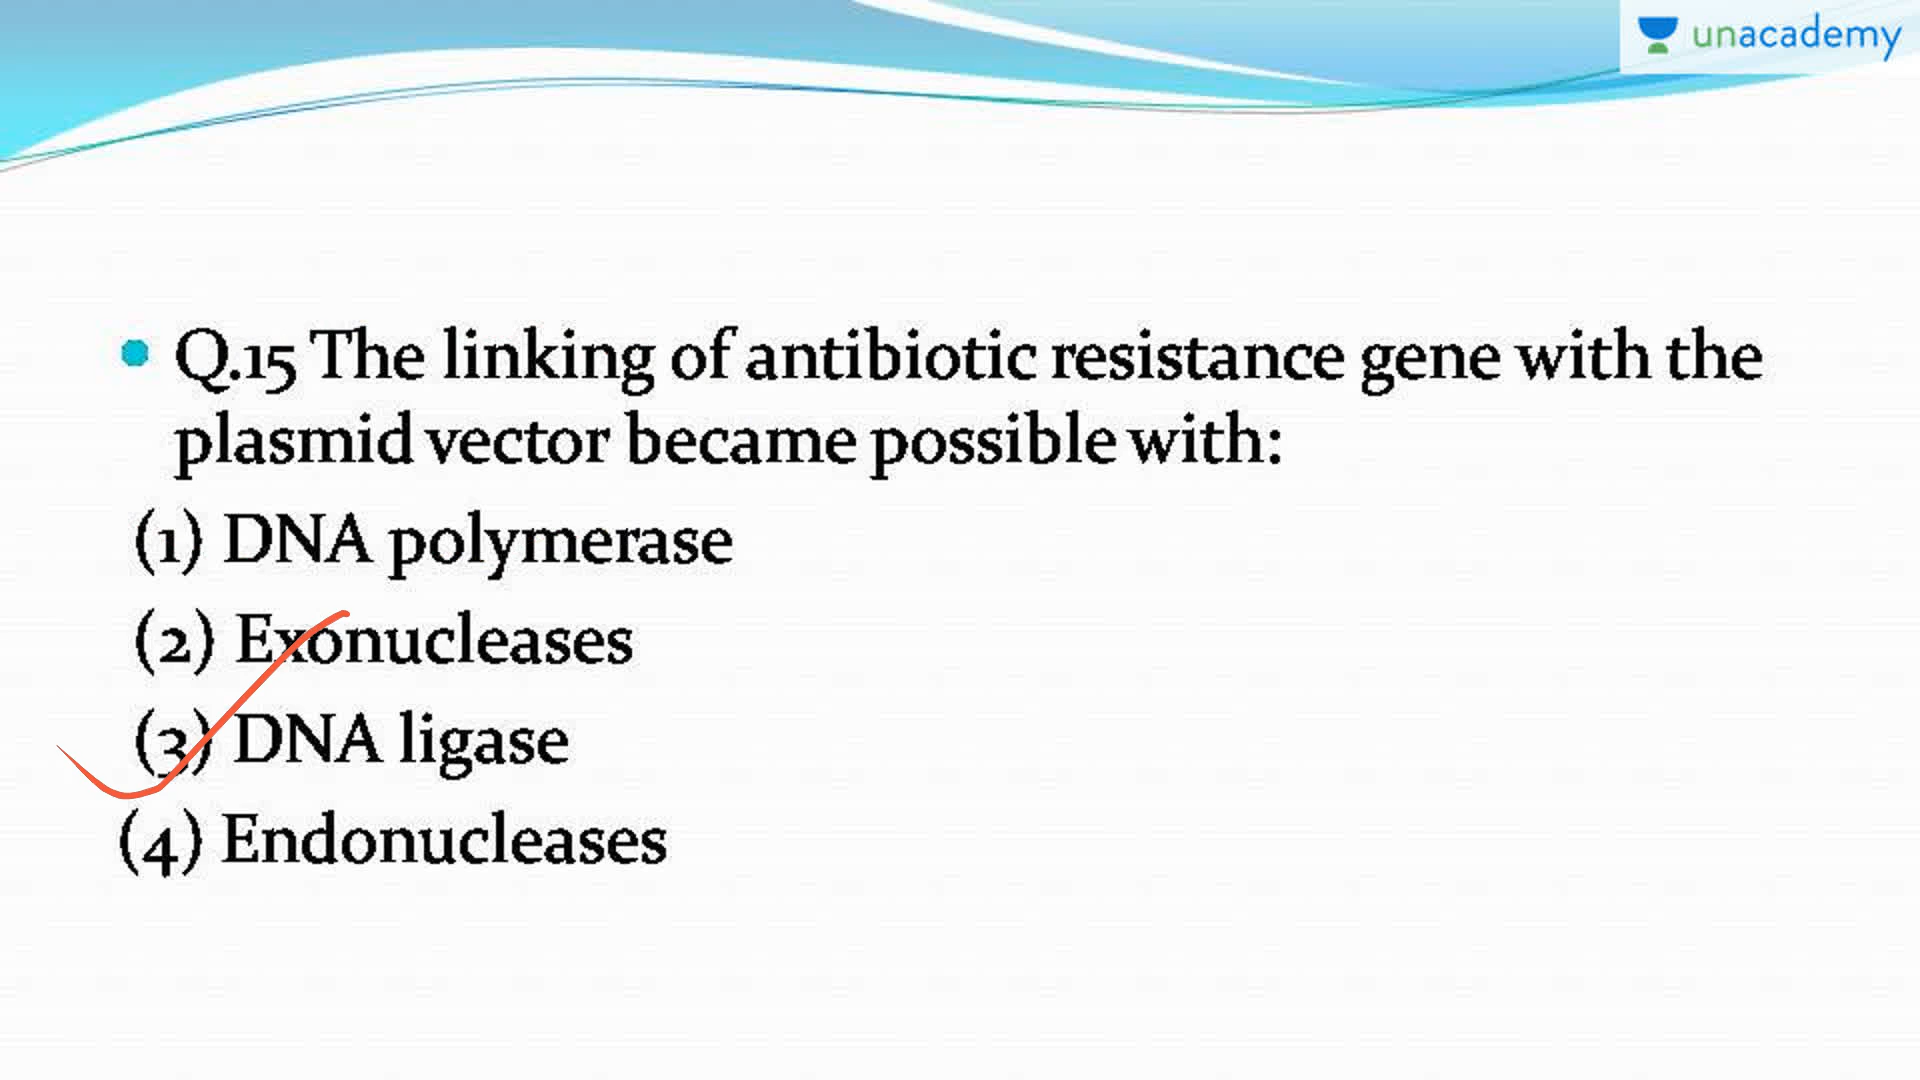 unacademy
Q.15 The linking of antibiotic resistance gene with the
plasmid vector became possible with:
(1) DNA polymerase
(2) Exonucleases
(3) DNA ligase
(4) Endonucleases